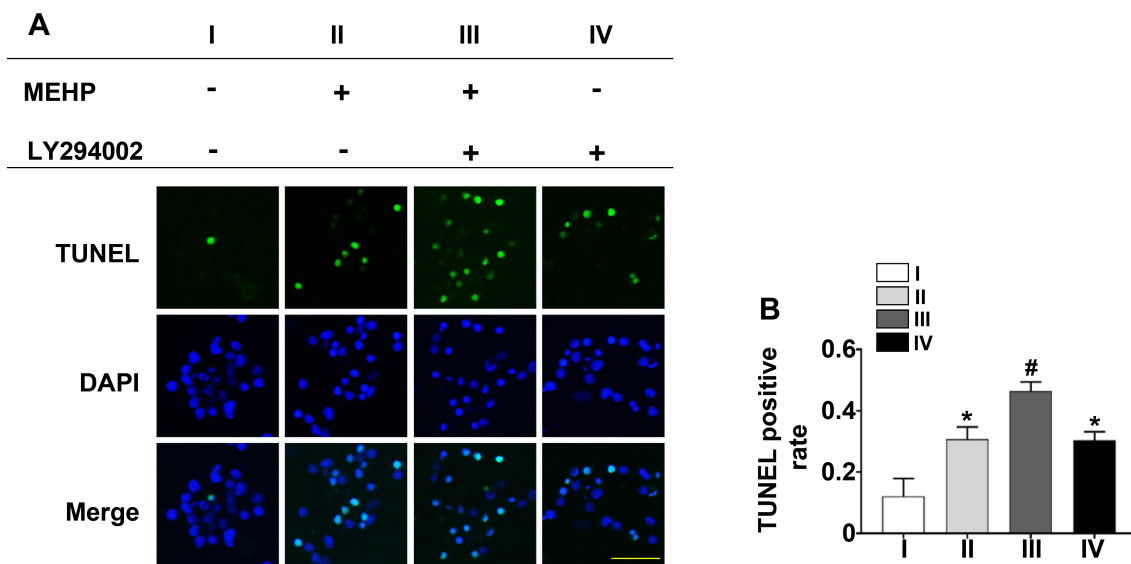 A
I II III IV
MEHP - + + -
LY294002 - - + +
TUNEL
DAPI
Merge
B
I
II
III
IV
TUNEL positive
rate
0.6
0.4
0.2
0
* # *
I II III IV